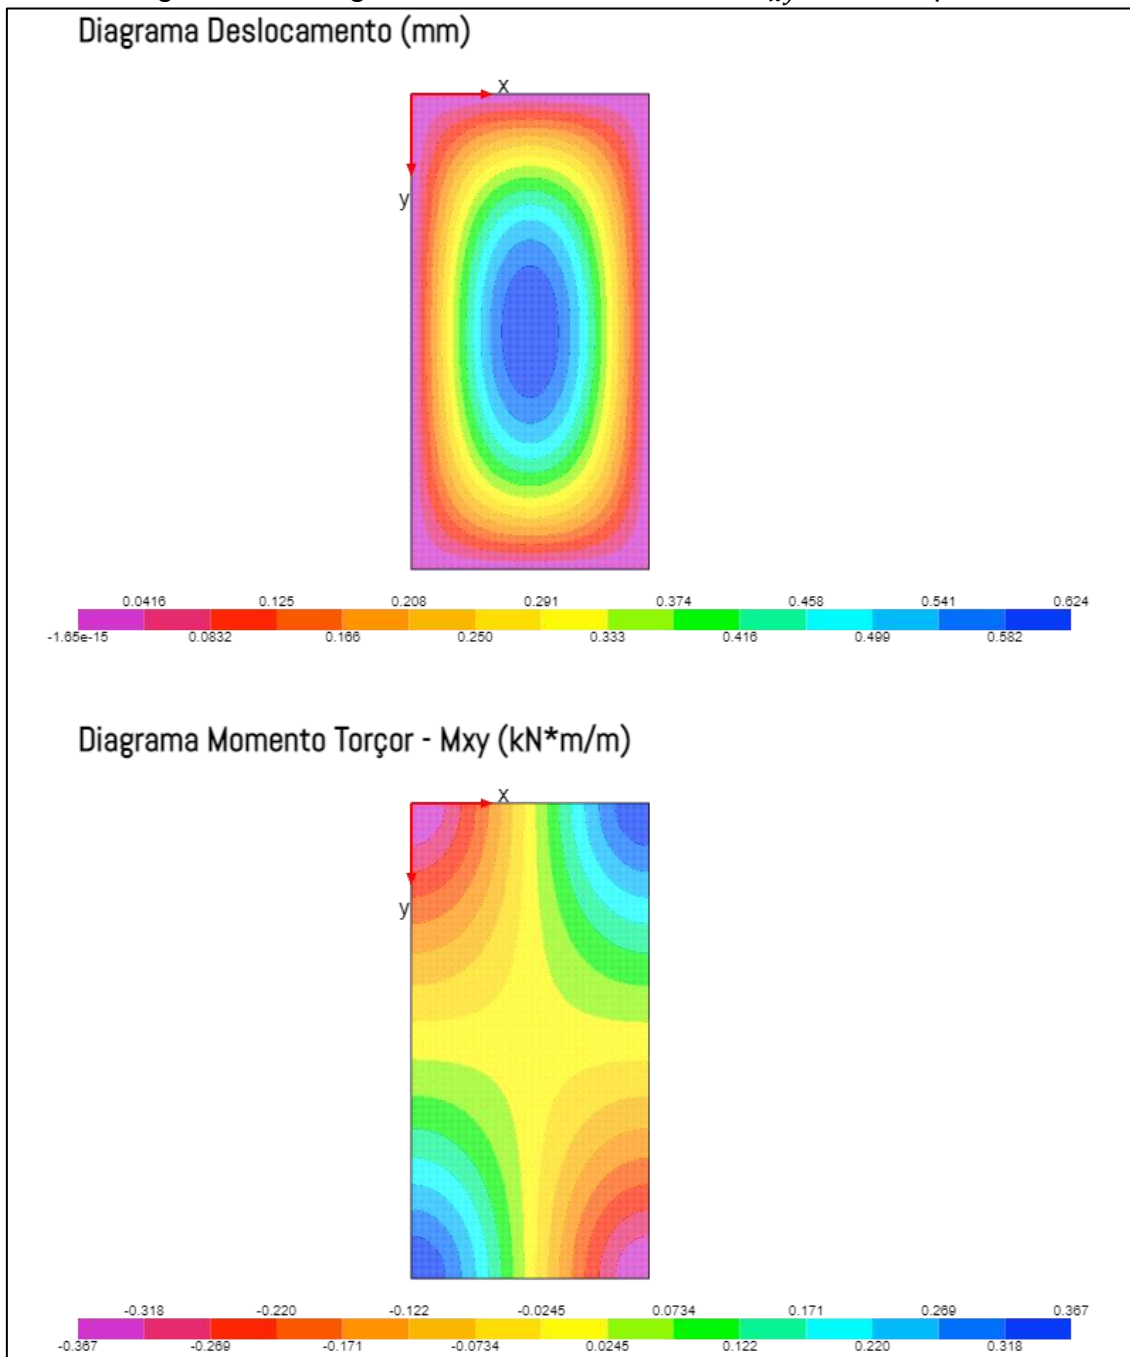 Diagrama Deslocamento (mm)
x
y
0.0416 0.125 0.208 0.291 0.374 0.458 0.541 0.624
-1.65e-15 0.0832 0.166 0.250 0.333 0.416 0.499 0.582
Diagrama Momento Torçor - Mxy (kN*m/m)
x
y
-0.318 -0.220 -0.122 -0.0245 0.0734 0.171 0.269 0.367
-0.367 -0.269 -0.171 -0.0734 0.0245 0.122 0.220 0.318